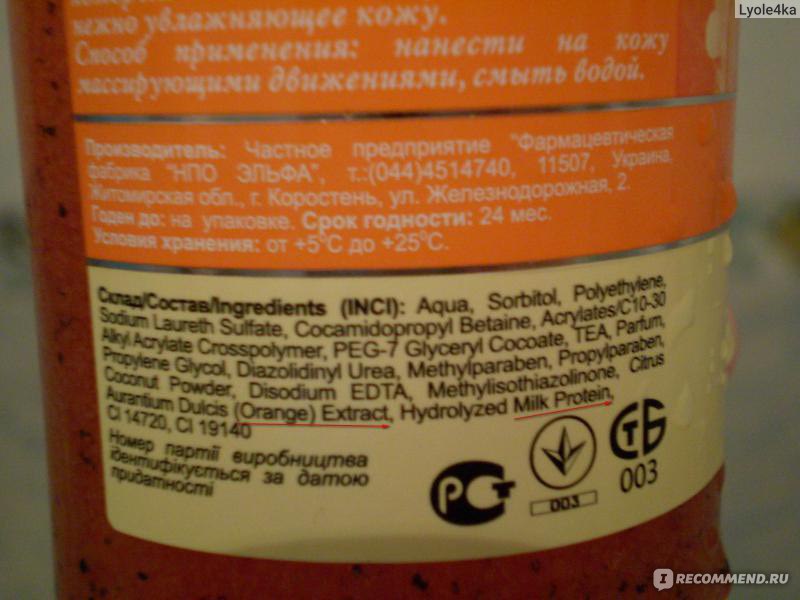 Lyole4ka
нежно увлажняющее кожу.
Способ применения: нанести на кожу
массирующими движениями, смыть водой.
Производитель: Частное предприятие "Фармацевтическая
фабрика "НПО ЭЛЬФА", т.:(044)4514740, 11507, Украина,
Житомирская обл., г. Коростень, ул. Железнодорожная, 2.
Годен до: на упаковке. Срок годности: 24 мес.
Условия хранения: от +5°С до +25°С.
Склад/Состав/Ingredients (INCI): Aqua, Sorbitol, Polyethylene,
Sodium Laureth Sulfate, Cocamidopropyl Betaine, Acrylates/C10-30
Alkyl Acrylate Crosspolymer, PEG-7 Glyceryl Cocoate, TEA, Parfum,
Propylene Glycol, Diazolidinyl Urea, Methylparaben, Propylparaben,
Coconut Powder, Disodium EDTA, Methylisothiazolinone, Citrus
Aurantium Dulcis (Orange) Extract, Hydrolyzed Milk Protein,
CI 14720, CI 19140
Номер партії виробництва
ідентифікується за датою
придатності
РСТ
003
СТБ
003
IRECOMMEND.RU